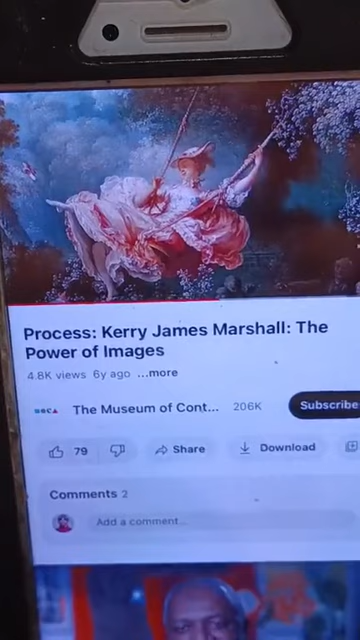 Process: Kerry James Marshall: The
Power of Images
4.8K views 6y ago ...more
MOCA The Museum of Cont... 206K Subscribe
79 Share Download
Comments 2
Add a comment...